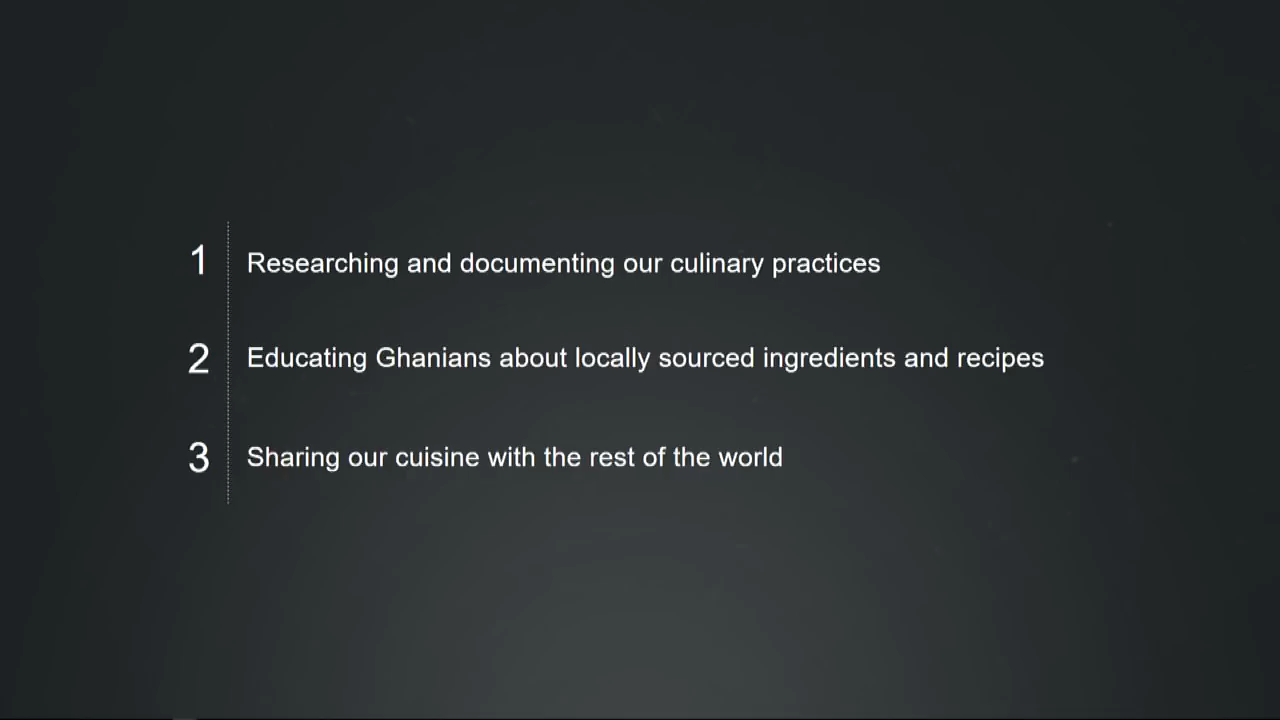 1 Researching and documenting our culinary practices
2 Educating Ghanians about locally sourced ingredients and recipes
3 Sharing our cuisine with the rest of the world